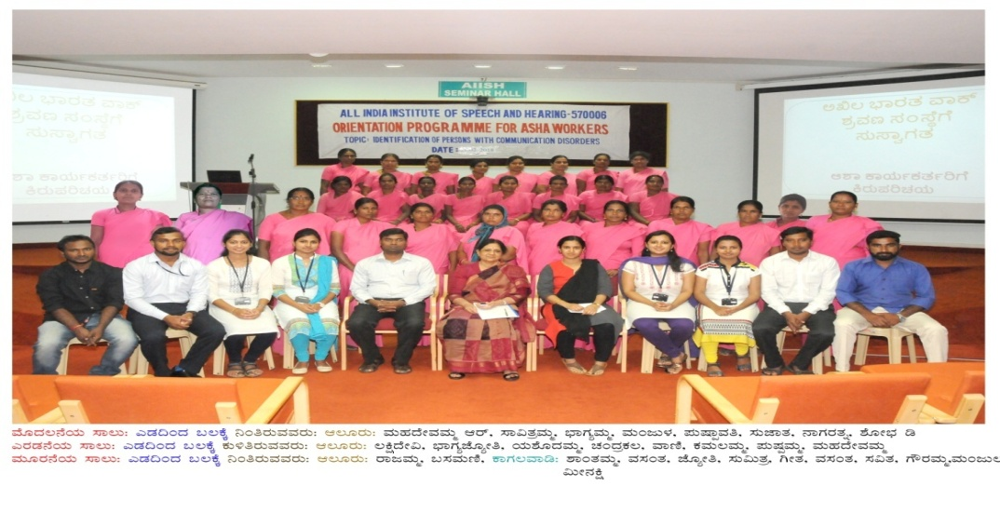 AIISH
SEMINAR HALL
ALL INDIA INSTITUTE OF SPEECH AND HEARING-570006
ORIENTATION PROGRAMME FOR ASHA WORKERS
TOPIC: IDENTIFICATION OF PERSONS WITH COMMUNICATION DISORDERS
DATE:
ಖಿಲ ಭಾರತ ವಾಕ್
ಶ್ರವಣ ಸಂಸ್ಥೆಗೆ
ಸುಸ್ವಾಗತ
ಶಾ ಕಾರ್ಯಕರ್ತರಿಗೆ
ಕಿರುಪರಿಚಯ
ಅಖಿಲ ಭಾರತ ವಾಕ್
ಶ್ರವಣ ಸಂಸ್ಥೆಗೆ
ಸುಸ್ವಾಗತ
ಆಶಾ ಕಾರ್ಯಕರ್ತರಿಗೆ
ಕಿರುಪರಿಚಯ
ಮೊದಲನೆಯ ಸಾಲು: ಎಡದಿಂದ ಬಲಕ್ಕೆ ನಿಂತಿರುವವರು: ಆಲೂರು: ಮಹದೇವಮ್ಮ ಆರ್, ಸಾವಿತ್ರಮ್ಮ, ಭಾಗ್ಯಮ್ಮ, ಮಂಜುಳ, ಪುಷ್ಪಾವತಿ, ಸುಜಾತ, ನಾಗರತ್ನ, ಶೋಭ ಡಿ
ಎರಡನೆಯ ಸಾಲು: ಎಡದಿಂದ ಬಲಕ್ಕೆ ಕುಳಿತಿರುವವರು: ಆಲೂರು: ಲಕ್ಷಿದೇವಿ, ಭಾಗ್ಯಜ್ಯೋತಿ, ಯಶೊದಮ್ಮ, ಚಂದ್ರಕಲ, ವಾಣಿ, ಕಮಲಮ್ಮ, ಪುಷ್ಪಮ್ಮ, ಮಹದೇವಮ್ಮ
ಮೂರನೆಯ ಸಾಲು: ಎಡದಿಂದ ಬಲಕ್ಕೆ ನಿಂತಿರುವವರು: ಆಲೂರು: ರಾಜಮ್ಮ, ಬಸಮಣಿ, ಕಾಗಲವಾಡಿ: ಶಾಂತಮ್ಮ, ವಸಂತ, ಜ್ಯೋತಿ, ಸುಮಿತ್ರ, ಗೀತ, ವಸಂತ, ಸವಿತ, ಗೌರಮ್ಮ,ಮಂಜುಲ
ಮೀನಕ್ಷಿ